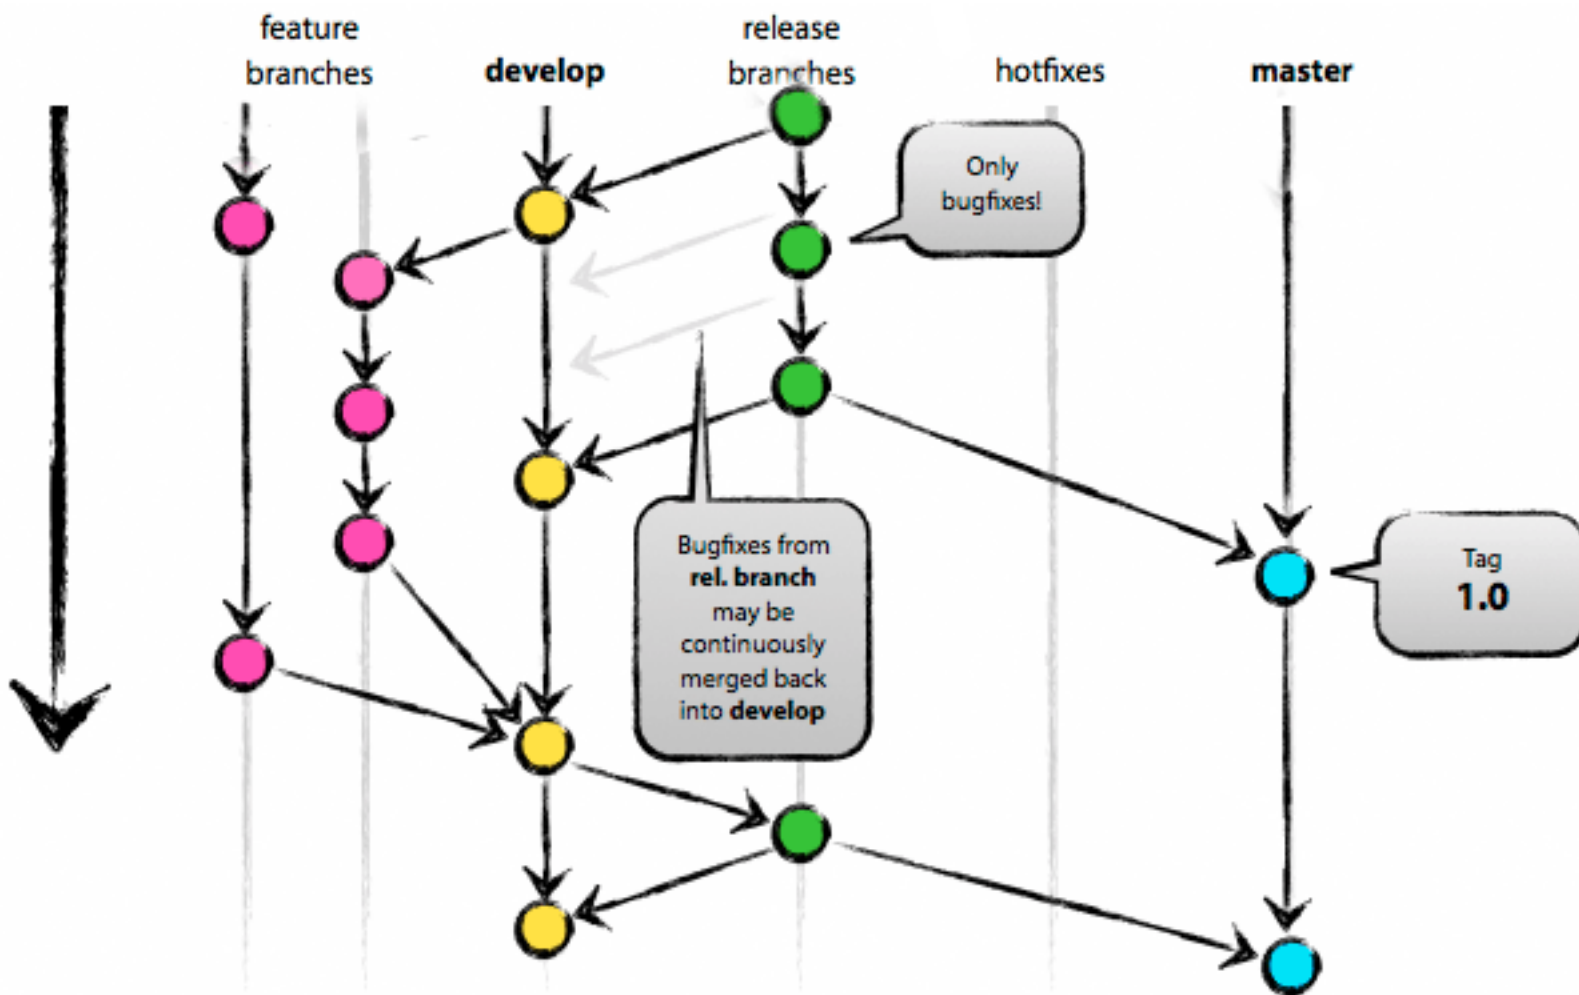 feature
branches
develop
release
branches
hotfixes
master
Only
bugfixes!
Bugfixes from
rel. branch
may be
continuously
merged back
into develop
Tag
1.0